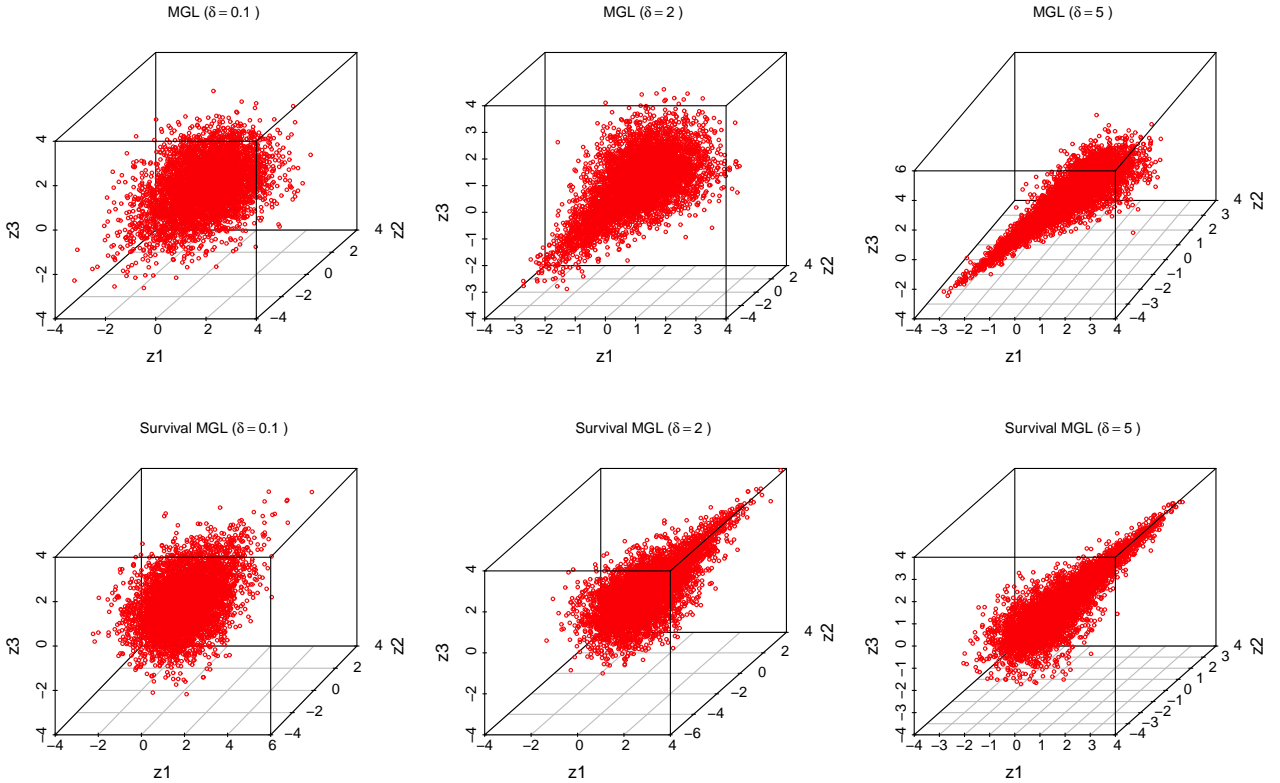 MGL (δ = 0.1 )
MGL (δ = 2 )
MGL (δ = 5 )
z3
−4 −2 0 2 4
−4 −2 0 2 4
z1
−4 −2 0 2 4
z2
z3
−4 −3 −2 −1 0 1 2 3 4
−4 −3 −2 −1 0 1 2 3 4
z1
−4 −2 0 2 4
z2
z3
−4 −2 0 2 4 6
−4 −3 −2 −1 0 1 2 3 4
z1
−4 −3 −2 −1 0 1 2 3 4
z2
Survival MGL (δ = 0.1 )
Survival MGL (δ = 2 )
Survival MGL (δ = 5 )
z3
−4 −2 0 2 4
−4 −2 0 2 4 6
z1
−4 −2 0 2 4
z2
z3
−4 −2 0 2 4
−4 −2 0 2 4
z1
−6 −4 −2 0 2 4
z2
z3
−4 −3 −2 −1 0 1 2 3 4
−4 −3 −2 −1 0 1 2 3 4
z1
−4 −3 −2 −1 0 1 2 3 4
z2